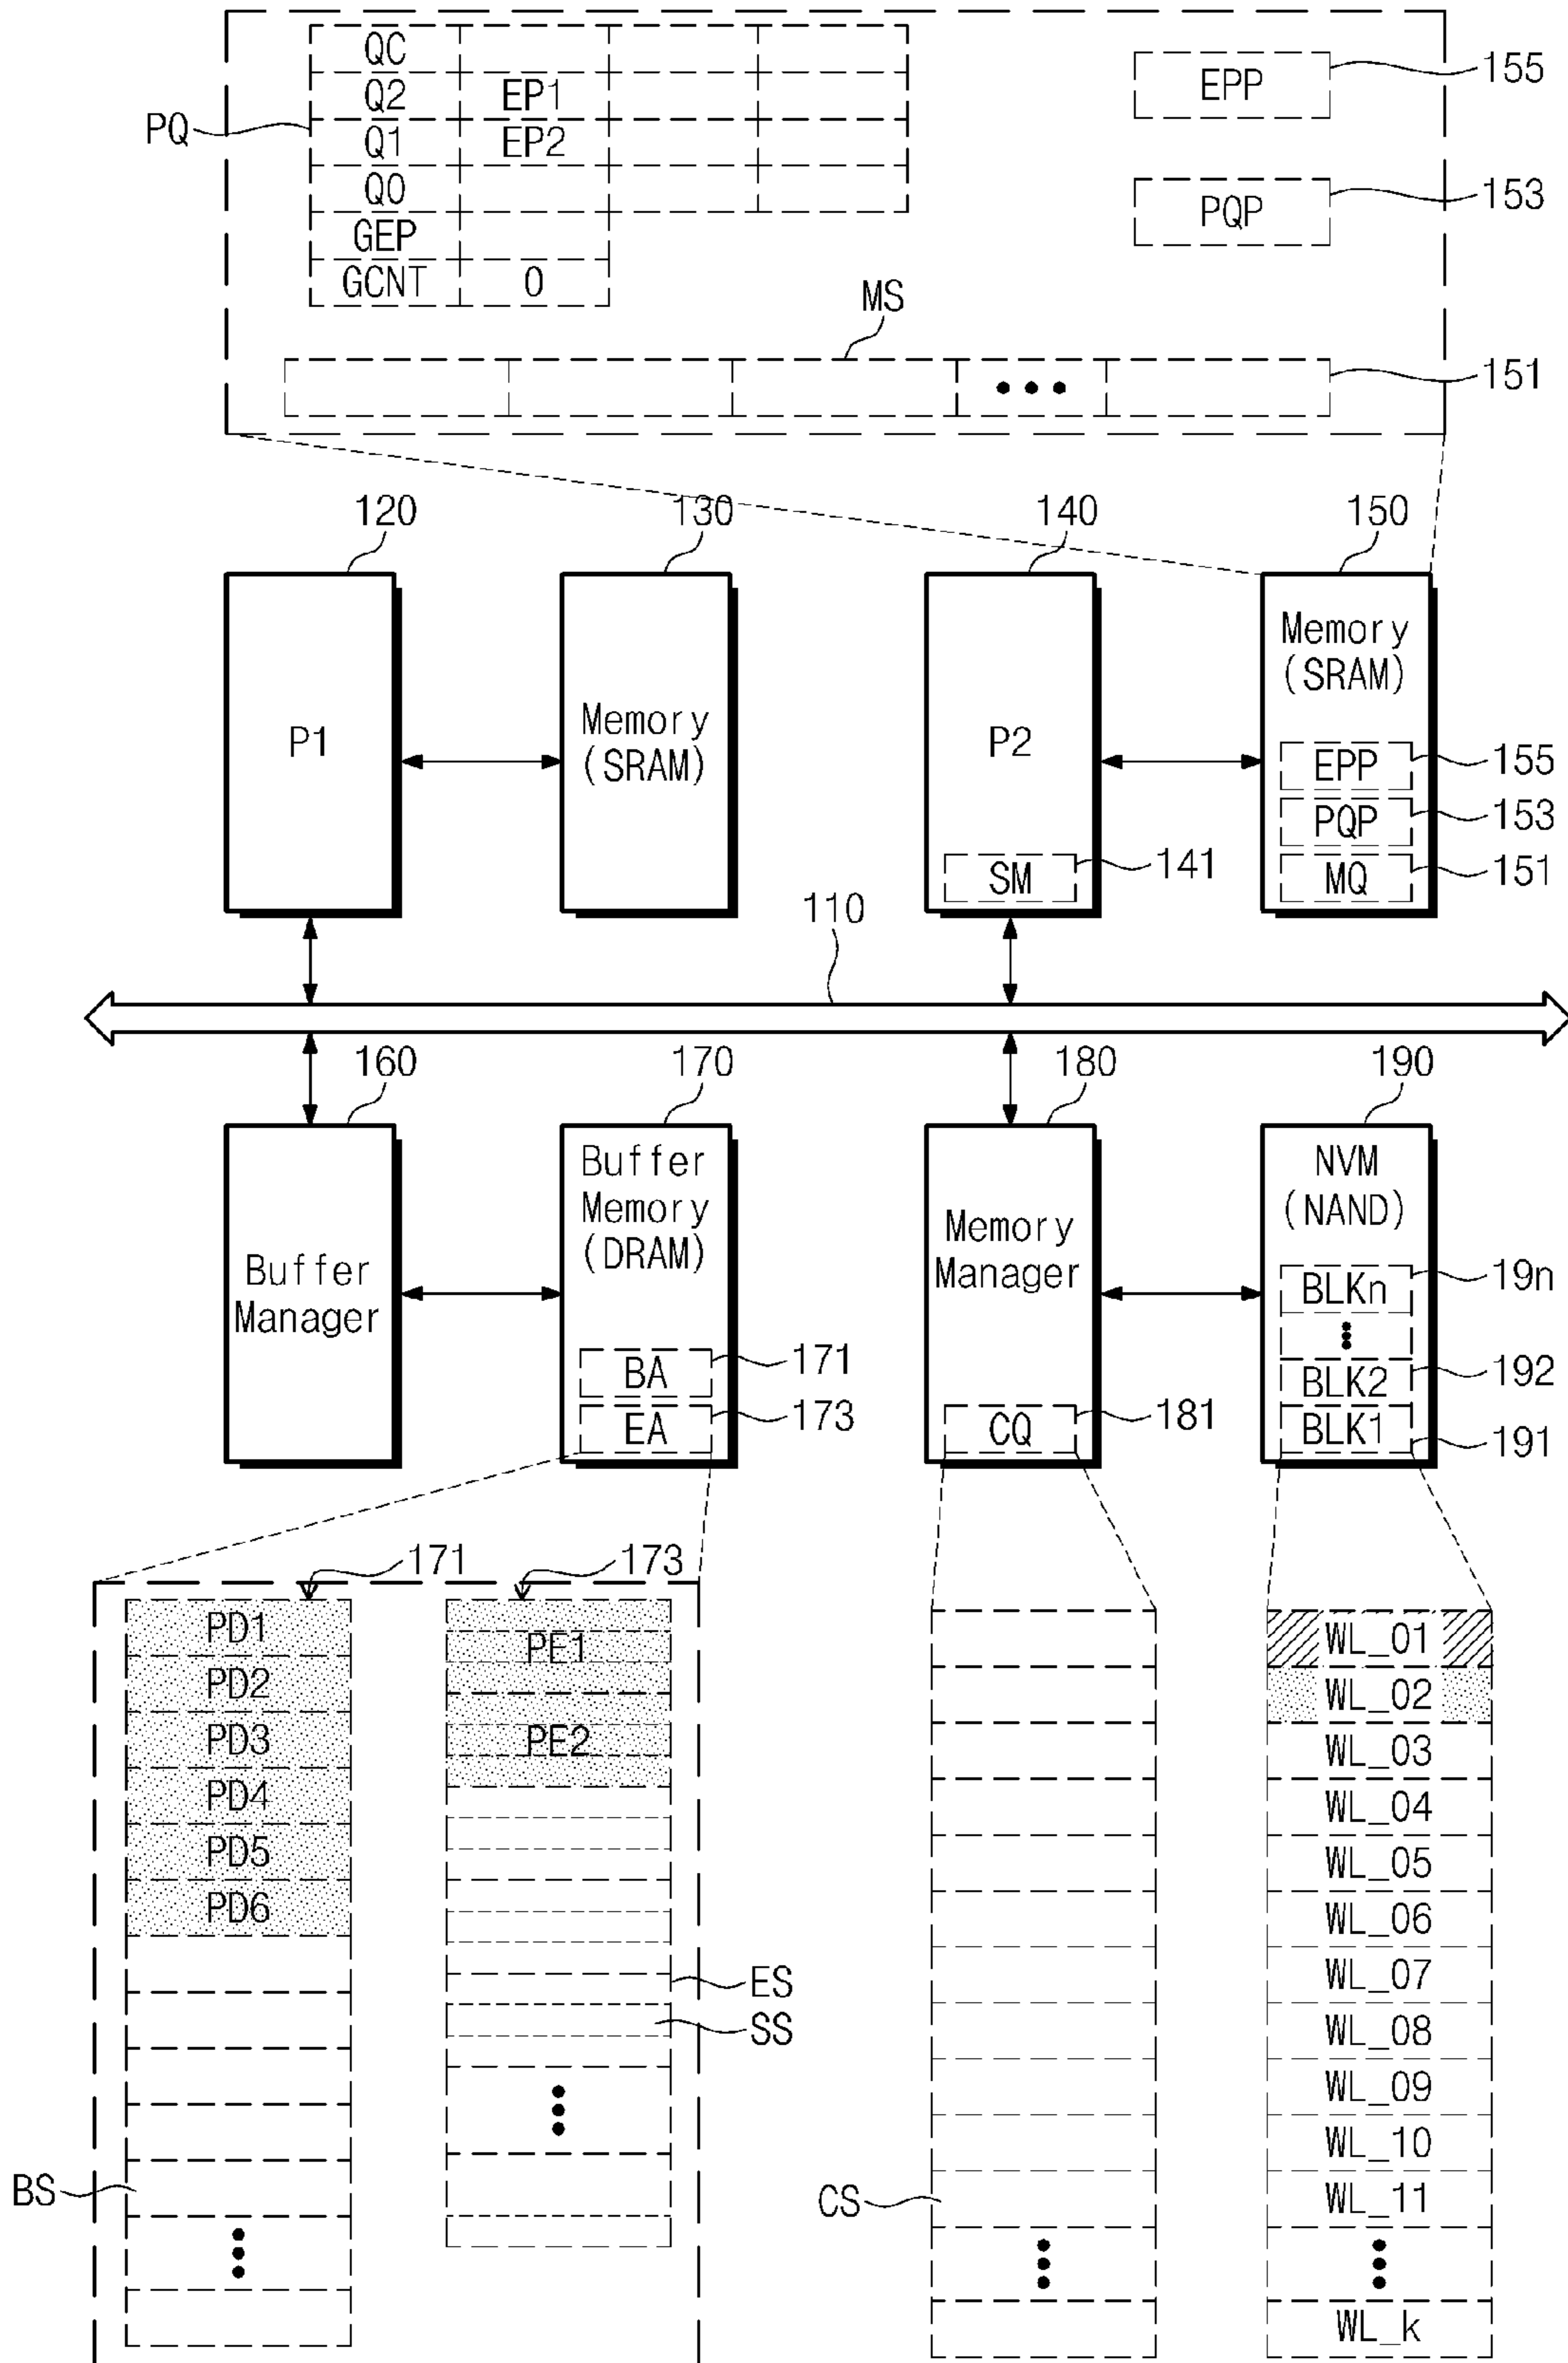 QC
Q2 EP1
PQ
Q1 EP2
Q0
GEP
GCNT 0
EPP 155
PQP 153
MS
151
120 130 140 150
P1
Memory
(SRAM)
P2
SM 141
Memory
(SRAM)
EPP 155
PQP 153
MQ 151
110
160 170 180 190
Buffer
Manager
Buffer
Memory
(DRAM)
BA 171
EA 173
Memory
Manager
CQ 181
NVM
(NAND)
BLKn 19n
BLK2 192
BLK1 191
171 173
PD1
PD2
PD3
PD4
PD5
PD6
BS
PE1
PE2
ES
SS
CS
WL_01
WL_02
WL_03
WL_04
WL_05
WL_06
WL_07
WL_08
WL_09
WL_10
WL_11
WL_k